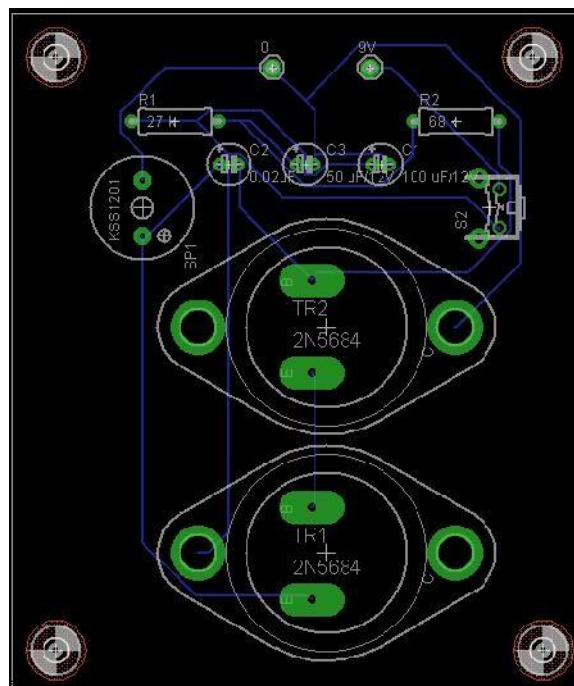 0
9V
R1
R2
27 k
68
C2
C3
C1
0.02uF
50 uF/12V
100 uF/12V
KSS1201
SP1
S2
B
TR2
2N5684
C
E
B
TR1
2N5684
C
E